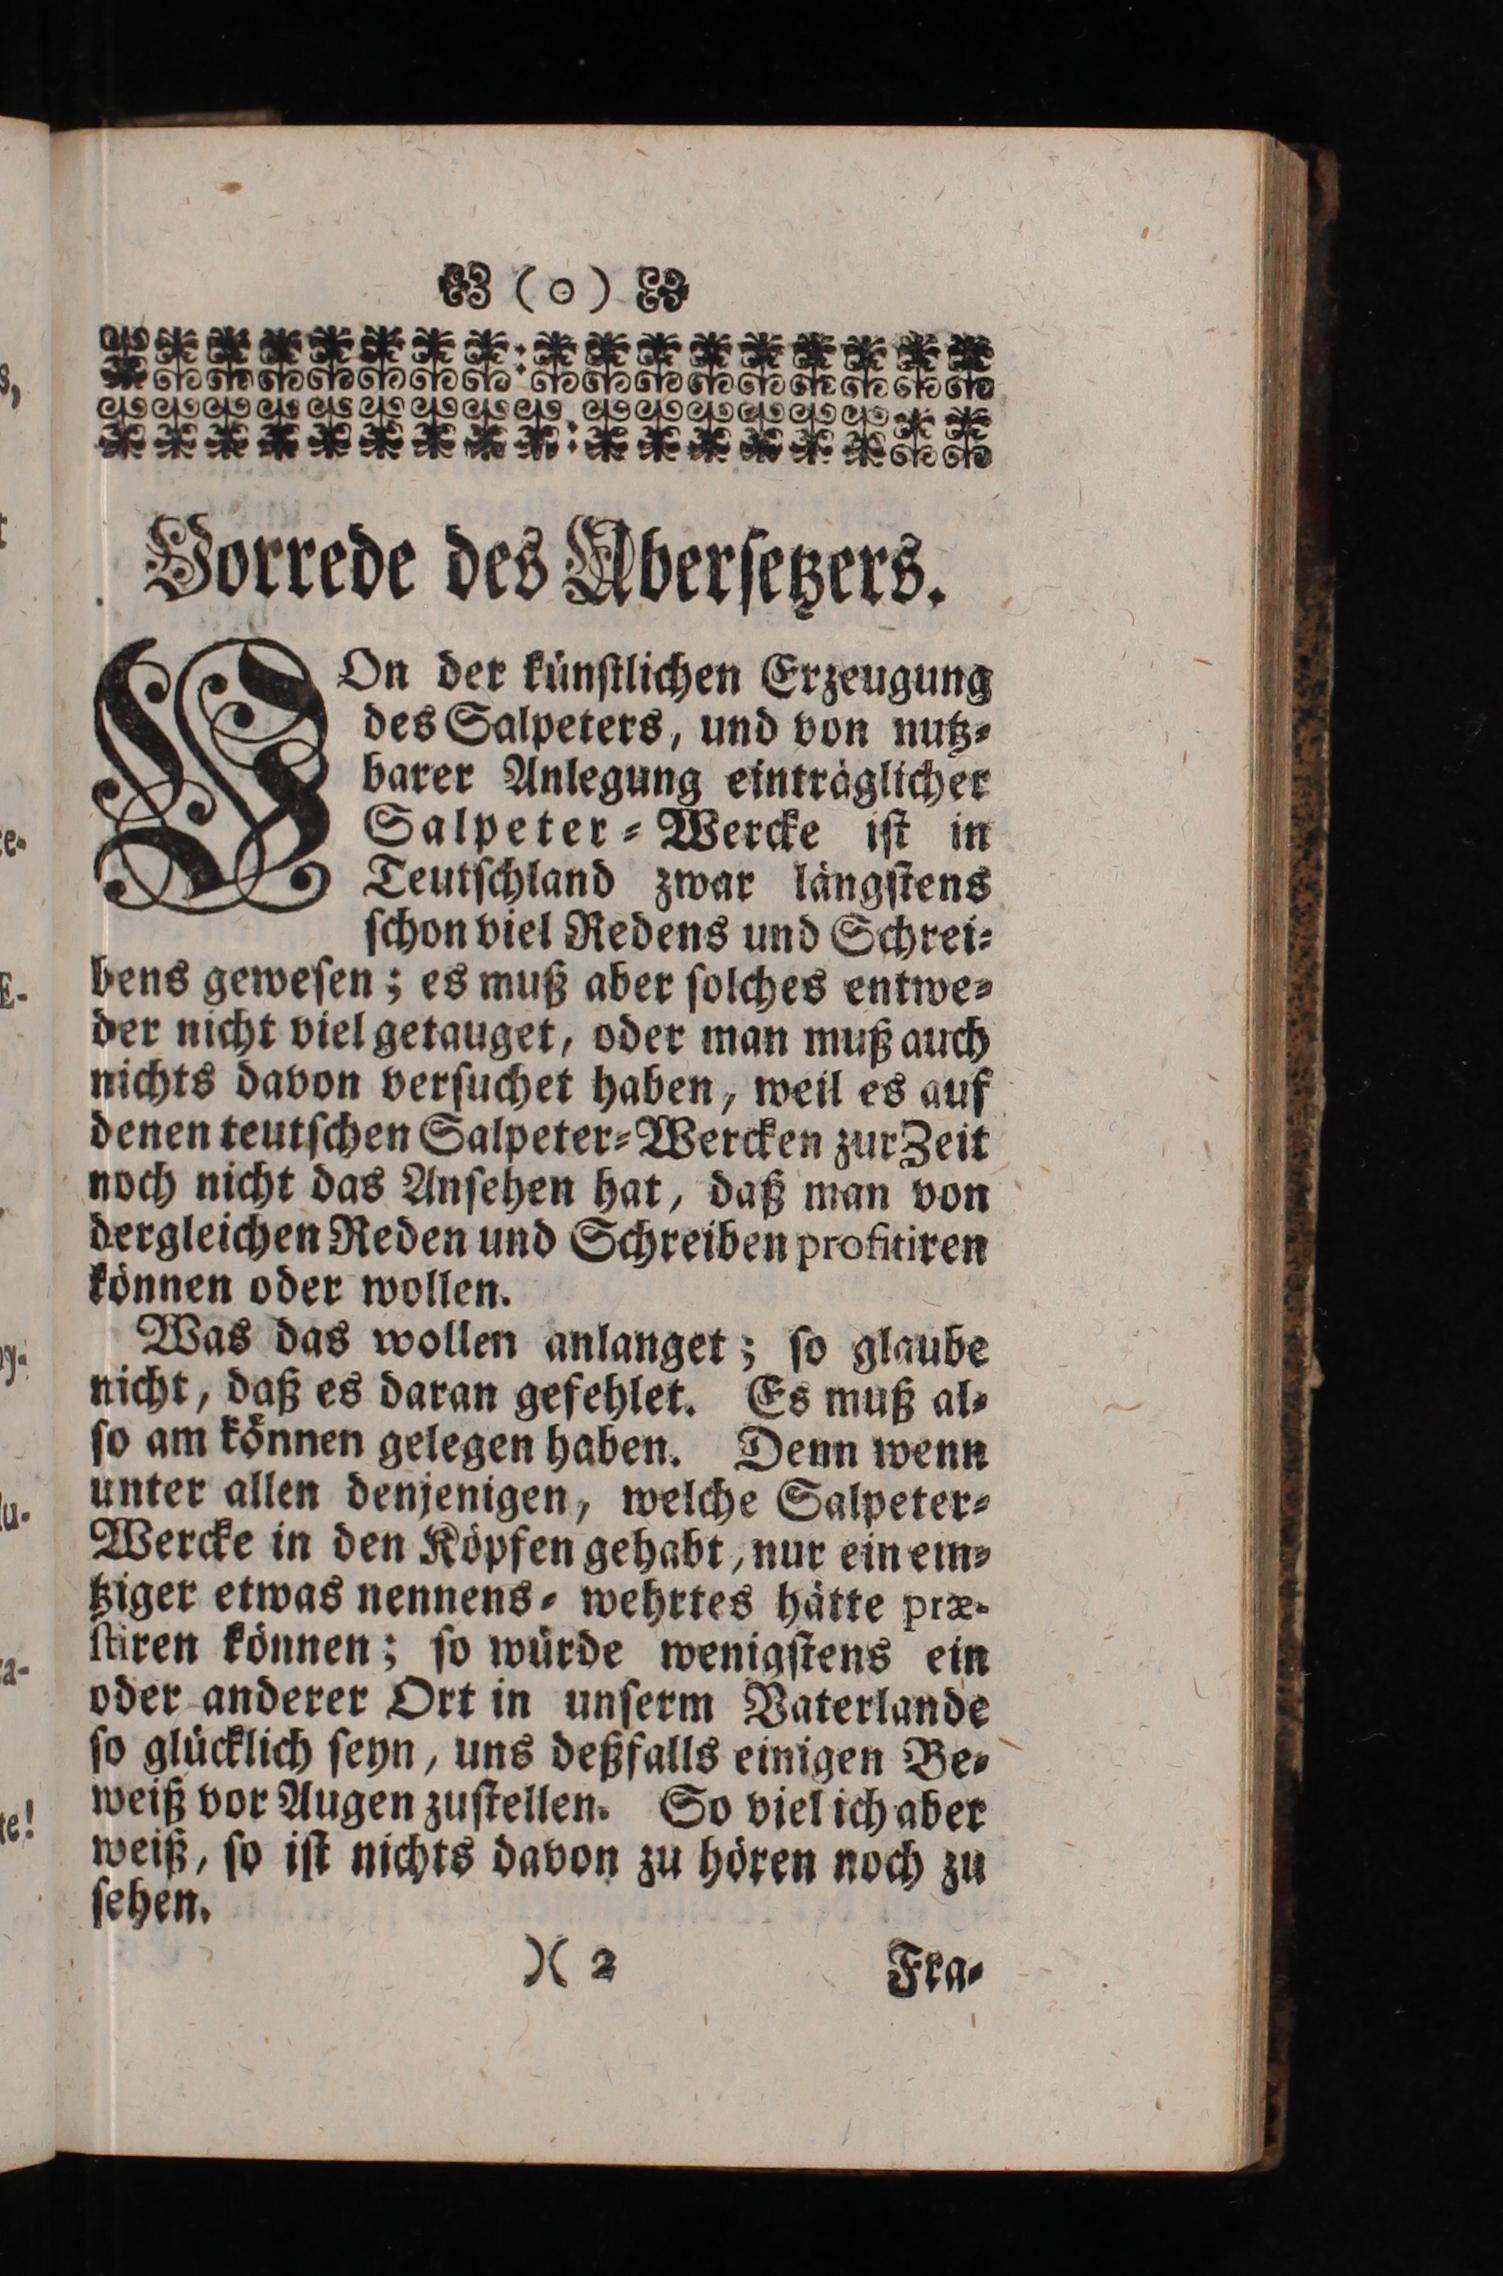 (o)
Vorrede des Ubersetzers.
VOn der künstlichen Erzeugung
des Salpeters, und von nutz-
barer Anlegung einträglicher
Salpeter-Wercke ist in
Teutschland zwar längstens
schon viel Redens und Schrei-
bens gewesen; es muß aber solches entwe-
der nicht viel getauget, oder man muß auch
nichts davon versuchet haben, weil es auf
denen teutschen Salpeter-Wercken zur Zeit
noch nicht das Ansehen hat, daß man von
dergleichen Reden und Schreiben profitiren
können oder wollen.
Was das wollen anlanget; so glaube
nicht, daß es daran gefehlet. Es muß al-
so am können gelegen haben. Denn wenn
unter allen denjenigen, welche Salpeter-
Wercke in den Köpfen gehabt, nur ein ein-
tziger etwas nennens-wehrtes hätte præ-
stiren können; so würde wenigstens ein
oder anderer Ort in unserm Vaterlande
so glücklich seyn, uns deßfalls einigen Be-
weiß vor Augen zustellen. So viel ich aber
weiß, so ist nichts davon zu hören noch zu
sehen.
)( 2 Fra-